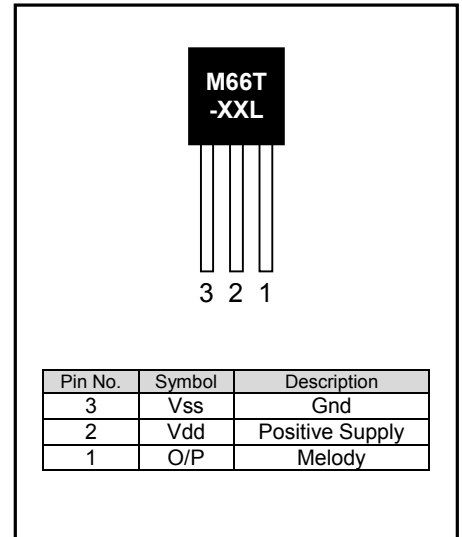 M66T
-XXL
3 2 1
Pin No. Symbol Description
3 Vss Gnd
2 Vdd Positive Supply
1 O/P Melody